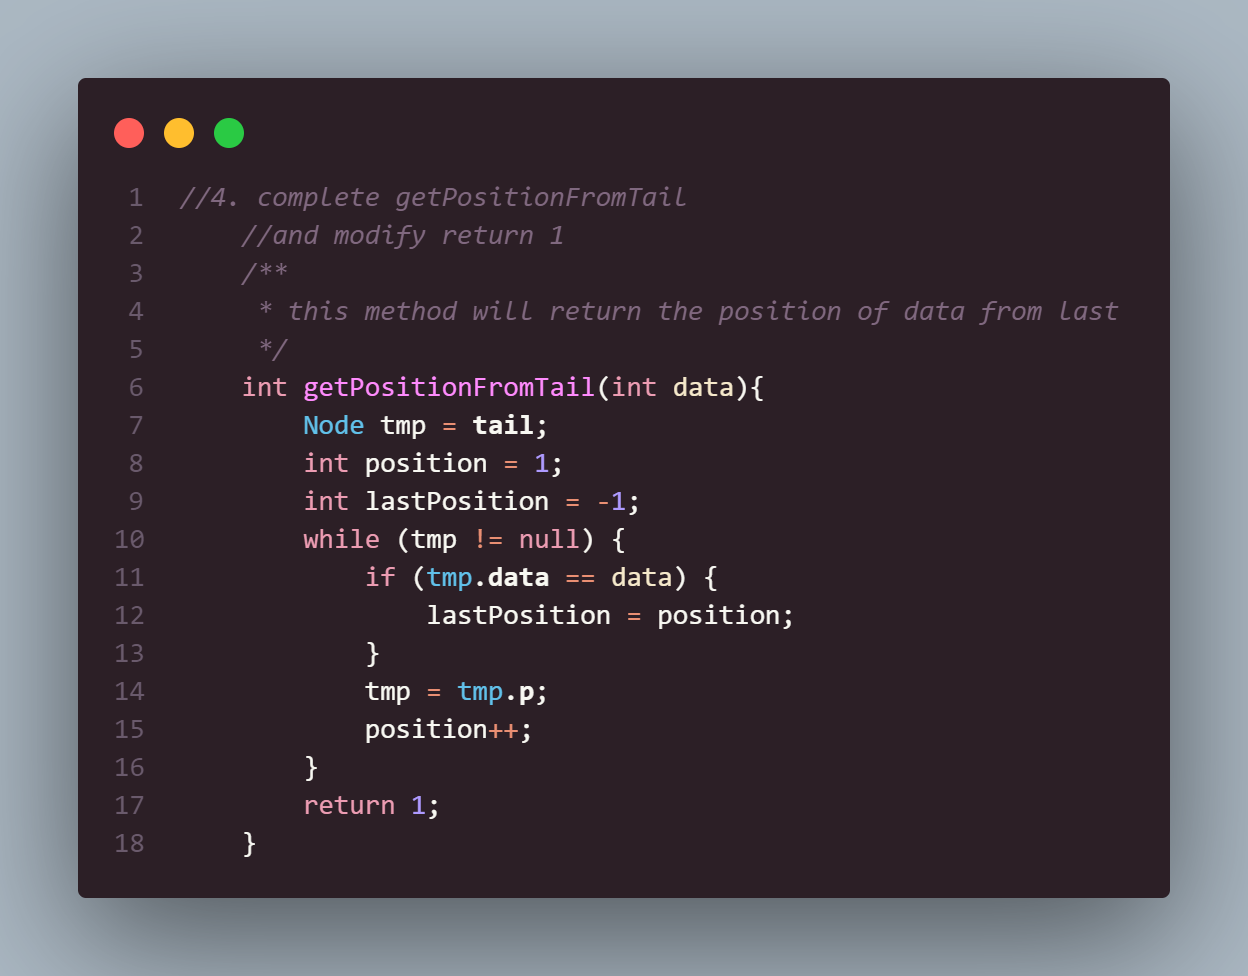 1 //4. complete getPositionFromTail
2     //and modify return 1
3     /**
4      * this method will return the position of data from last
5      */
6     int getPositionFromTail(int data){
7         Node tmp = tail;
8         int position = 1;
9         int lastPosition = -1;
10         while (tmp != null) {
11             if (tmp.data == data) {
12                 lastPosition = position;
13             }
14             tmp = tmp.p;
15             position++;
16         }
17         return 1;
18     }